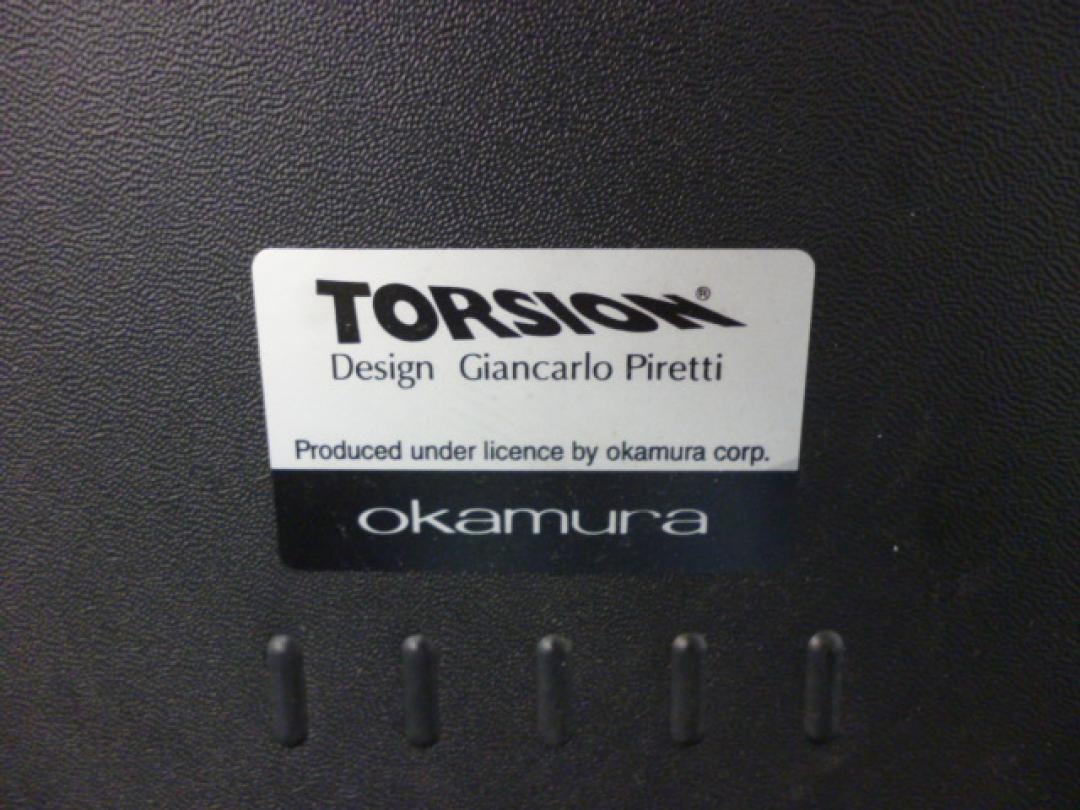 TORSION®
Design Giancarlo Piretti
Produced under licence by okamura corp.
okamura